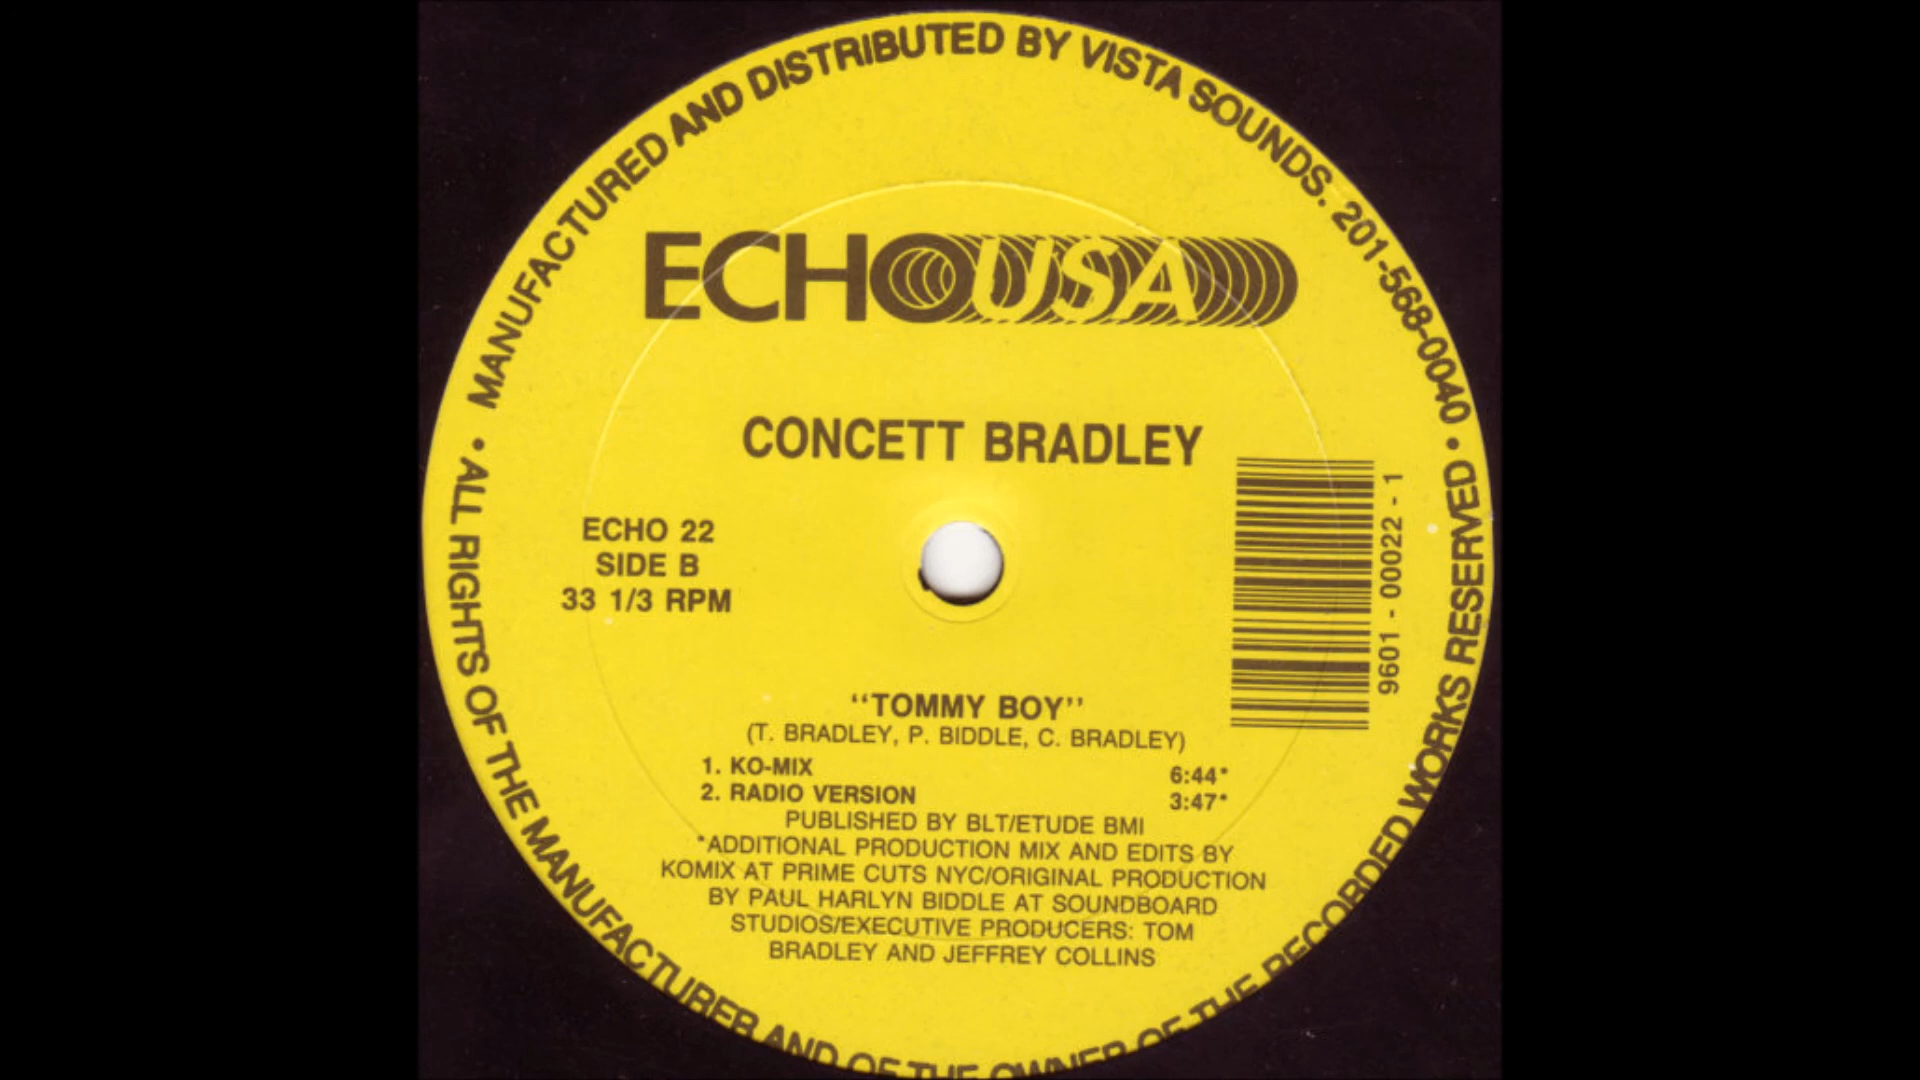 MANUFACTURED AND DISTRIBUTED BY VISTA SOUNDS. 201-568-0040 •
ALL RIGHTS OF THE MANUFACTURER AND OF THE OWNER OF THE RECORDED WORKS RESERVED •
ECHO USA
CONCETT BRADLEY
ECHO 22
SIDE B
33 1/3 RPM
9601 - 00022 - 1
“TOMMY BOY”
(T. BRADLEY, P. BIDDLE, C. BRADLEY)
1. KO-MIX 6:44*
2. RADIO VERSION 3:47*
PUBLISHED BY BLT/ETUDE BMI
*ADDITIONAL PRODUCTION MIX AND EDITS BY
KOMIX AT PRIME CUTS NYC/ORIGINAL PRODUCTION
BY PAUL HARLYN BIDDLE AT SOUNDBOARD
STUDIOS/EXECUTIVE PRODUCERS: TOM
BRADLEY AND JEFFREY COLLINS